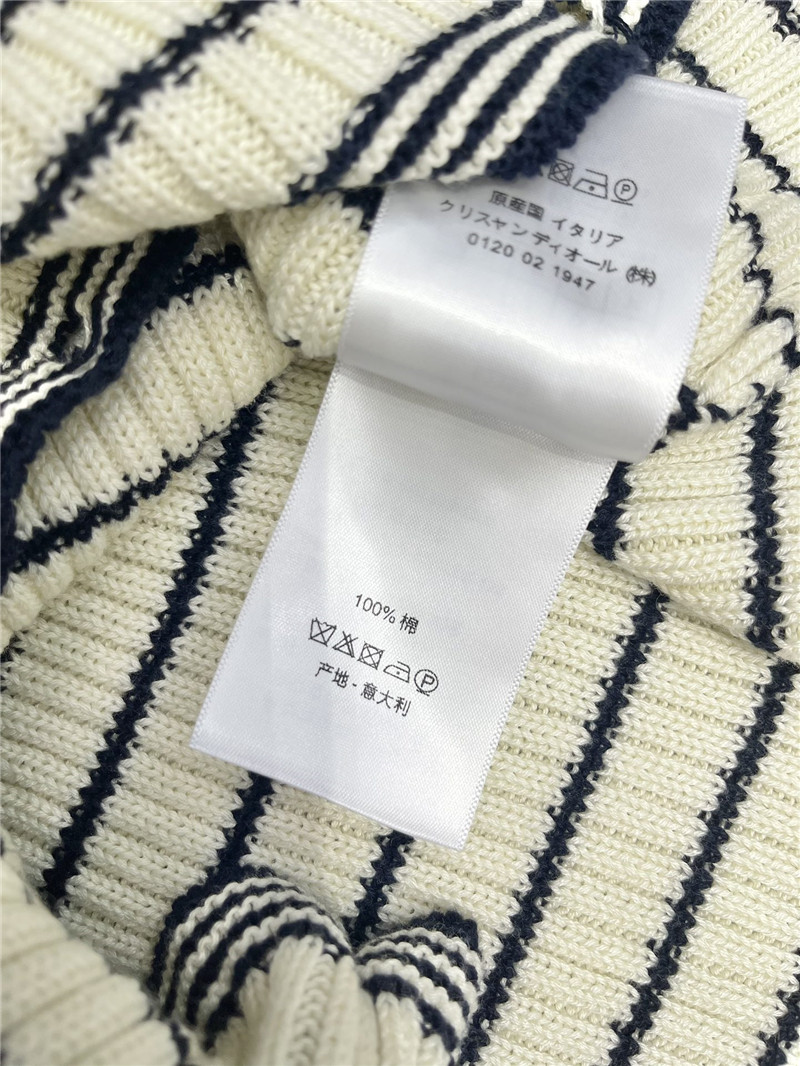 原産国 イタリア
クリスャンディオール (株)
0120 02 1947
100% 棉
产地 - 意大利